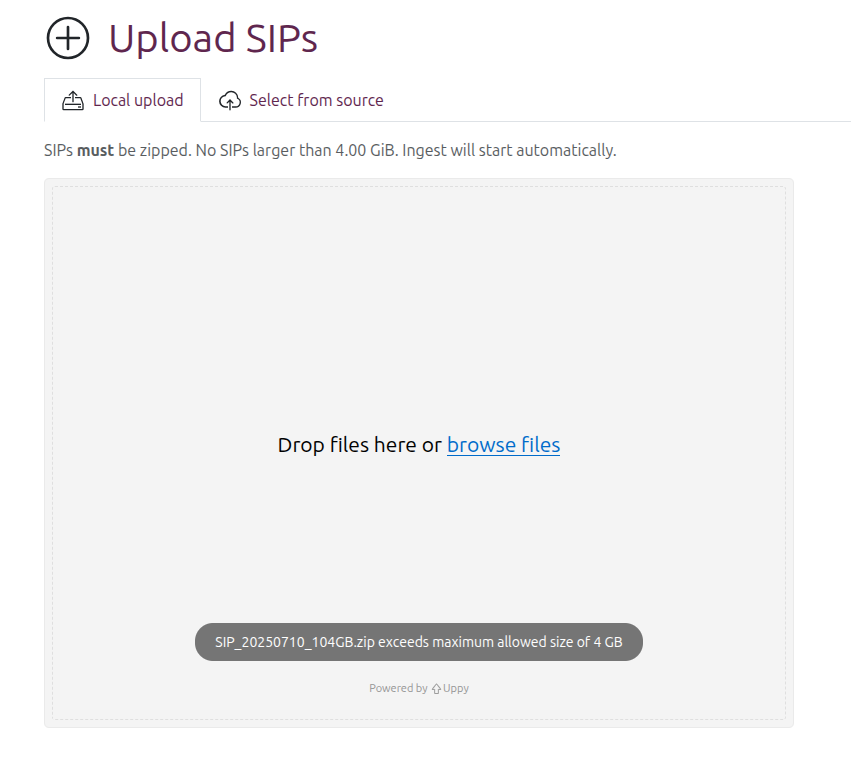 Upload SIPs
Local upload
Select from source
SIPs must be zipped. No SIPs larger than 4.00 GiB. Ingest will start automatically.
Drop files here or browse files
SIP_20250710_104GB.zip exceeds maximum allowed size of 4 GB
Powered by Uppy